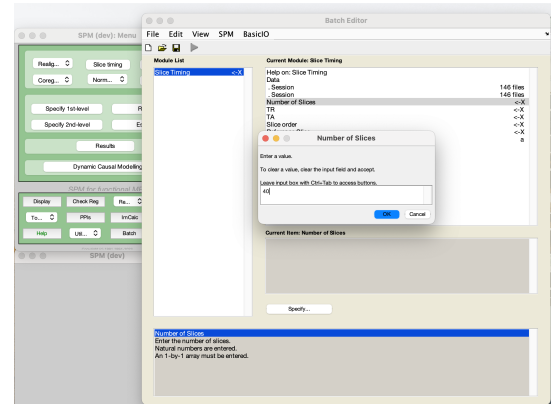 Batch Editor
SPM (dev): Menu
File Edit View SPM BasicIO
Realig... Slice timing
Coreg... Norm...
Specify 1st-level R
Specify 2nd-level Es
Results
Dynamic Causal Modelling
SPM for functional M
Display Check Reg Re...
To... PPIs ImCalc
Help Util... Batch
SPM (dev)
Module List
Slice Timing <-X
Current Module: Slice Timing
Help on: Slice Timing
Data
. Session 146 files
. Session 146 files
Number of Slices <-X
TR <-X
TA <-X
Slice order <-X
<-X
a
Number of Slices
Enter a value.
To clear a value, clear the input field and accept.
Leave input box with Ctrl+Tab to access buttons.
40
OK Cancel
Current Item: Number of Slices
Specify...
Number of Slices
Enter the number of slices.
Natural numbers are entered.
An 1-by-1 array must be entered.